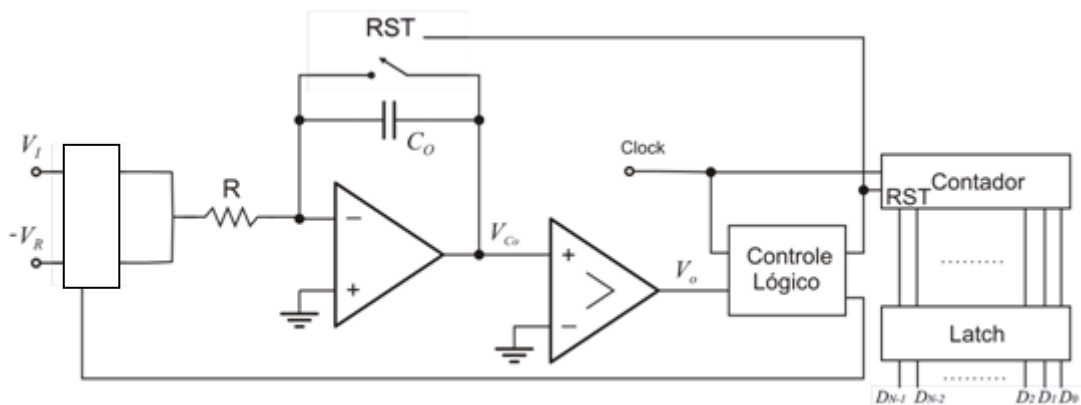 RST
C_O
V_I
R
-V_R
V_Co
V_o
Clock
Controle
Lógico
RST
Contador
.........
Latch
.........
D_N-1 D_N-2 D_2 D_1 D_0